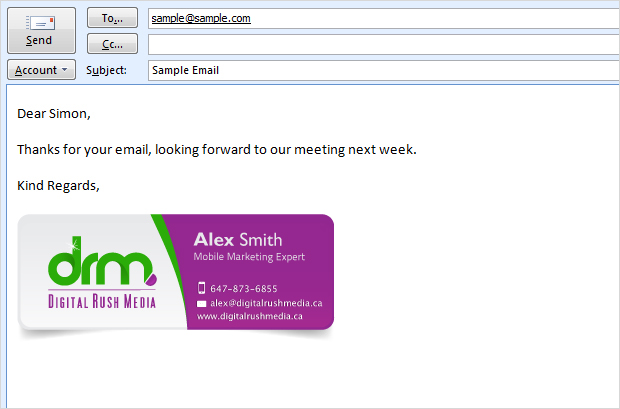 Send
To...
sample@sample.com
Cc...
Account
Subject:
Sample Email
Dear Simon,
Thanks for your email, looking forward to our meeting next week.
Kind Regards,
drm
DIGITAL RUSH MEDIA
Alex Smith
Mobile Marketing Expert
647-873-6855
alex@digitalrushmedia.ca
www.digitalrushmedia.ca